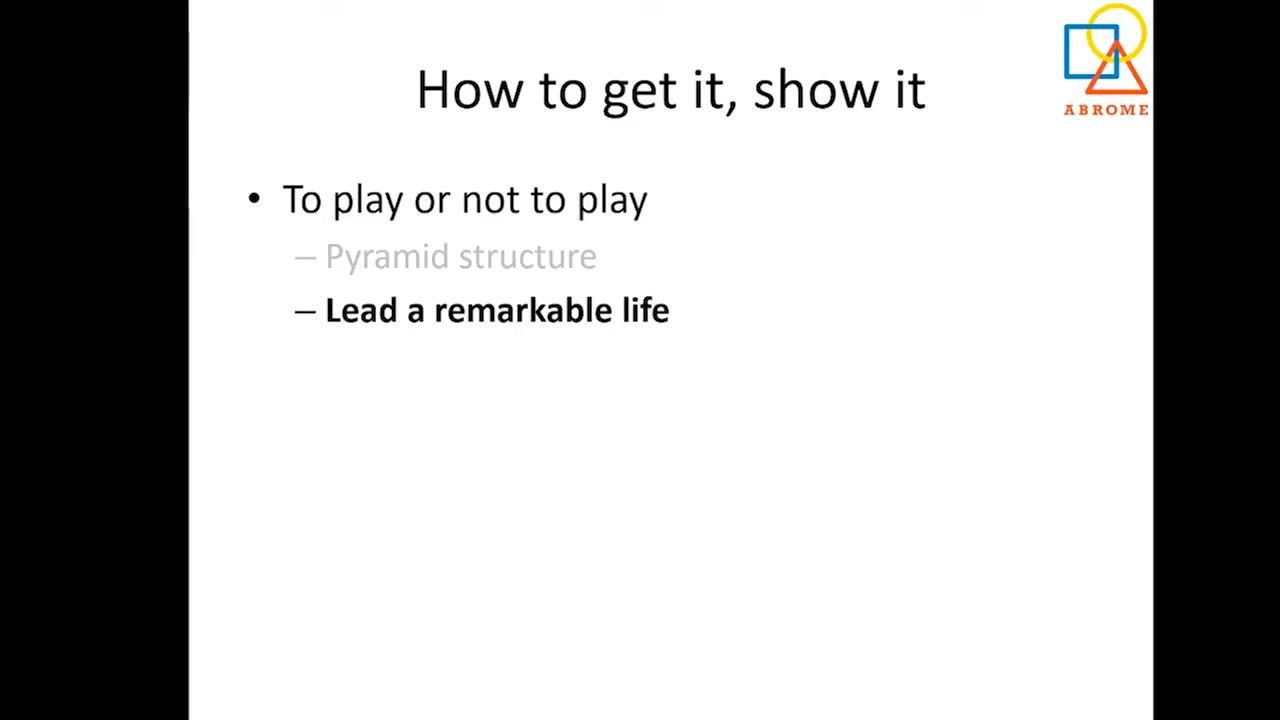 How to get it, show it
ABROME
• To play or not to play
– Pyramid structure
– Lead a remarkable life